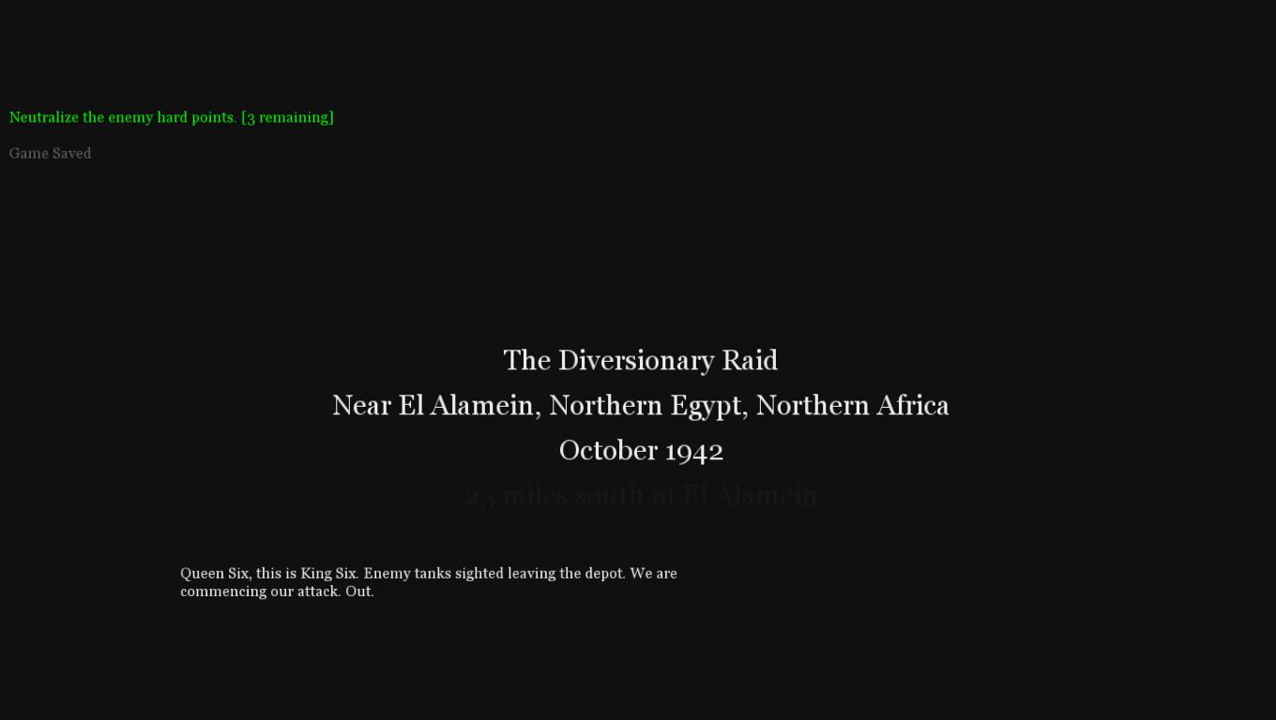 Neutralize the enemy hard points. [3 remaining]
Game Saved
The Diversionary Raid
Near El Alamein, Northern Egypt, Northern Africa
October 1942
25 miles south of El Alamein
Queen Six, this is King Six. Enemy tanks sighted leaving the depot. We are
commencing our attack. Out.